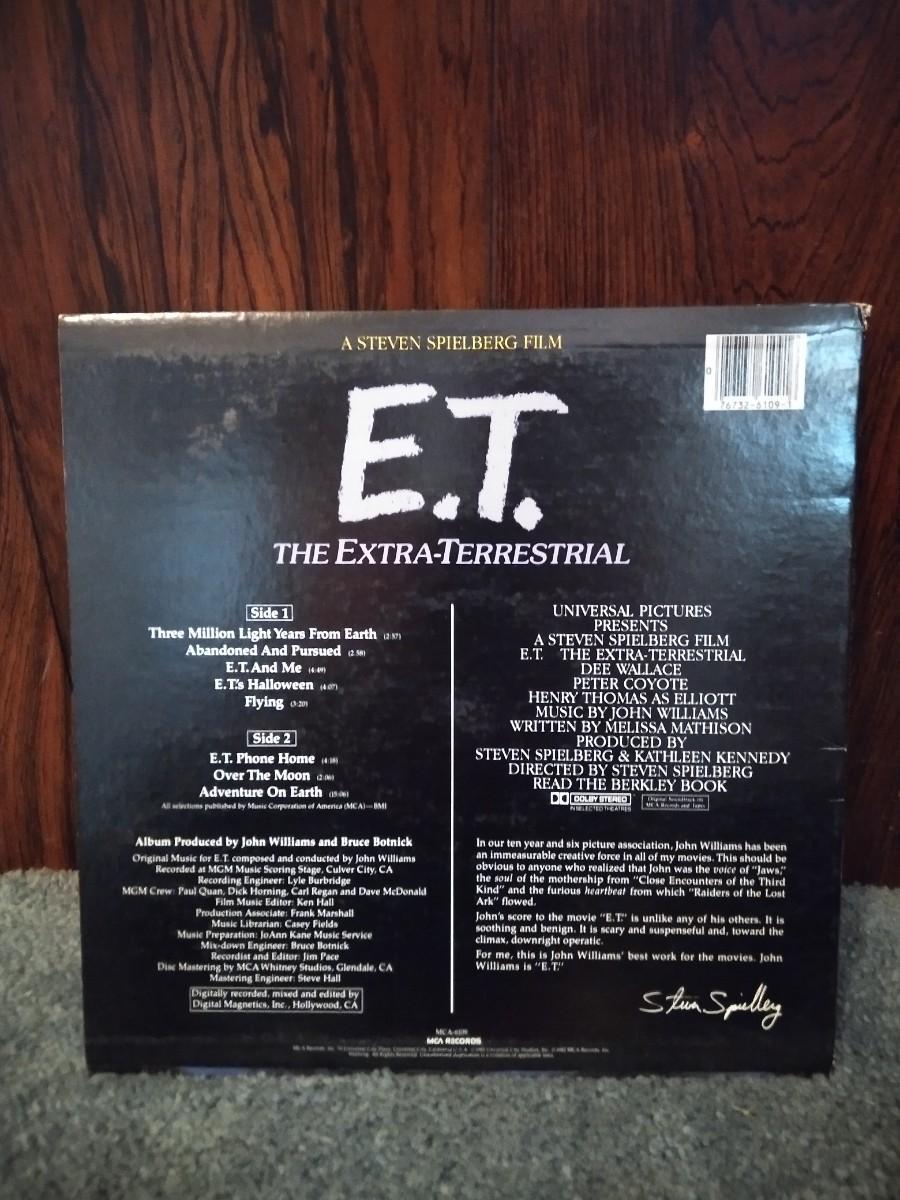 A STEVEN SPIELBERG FILM
0
76732-6109-1
E.T.
THE EXTRA-TERRESTRIAL
Side 1
Three Million Light Years From Earth (2:57)
Abandoned And Pursued (2:58)
E.T. And Me (4:49)
E.T.'s Halloween (4:07)
Flying (3:20)
Side 2
E.T. Phone Home (4:18)
Over The Moon (2:06)
Adventure On Earth (15:06)
All selections published by Music Corporation of America (MCA)—BMI
Album Produced by John Williams and Bruce Botnick
Original Music for E.T. composed and conducted by John Williams
Recorded at MGM Music Scoring Stage, Culver City, CA
Recording Engineer: Lyle Burbridge
MGM Crew: Paul Quan, Dick Horning, Carl Regan and Dave McDonald
Film Music Editor: Ken Hall
Production Associate: Frank Marshall
Music Librarian: Casey Fields
Music Preparation: JoAnn Kane Music Service
Mix-down Engineer: Bruce Botnick
Recordist and Editor: Jim Pace
Disc Mastering by MCA Whitney Studios, Glendale, CA
Mastering Engineer: Steve Hall
Digitally recorded, mixed and edited by
Digital Magnetics, Inc., Hollywood, CA
UNIVERSAL PICTURES
PRESENTS
A STEVEN SPIELBERG FILM
E.T. THE EXTRA-TERRESTRIAL
DEE WALLACE
PETER COYOTE
HENRY THOMAS AS ELLIOTT
MUSIC BY JOHN WILLIAMS
WRITTEN BY MELISSA MATHISON
PRODUCED BY
STEVEN SPIELBERG & KATHLEEN KENNEDY
DIRECTED BY STEVEN SPIELBERG
READ THE BERKLEY BOOK
DOLBY STEREO
IN SELECTED THEATRES
Original Soundtrack on
MCA Records and Tapes
In our ten year and six picture association, John Williams has been
an immeasurable creative force in all of my movies. This should be
obvious to anyone who realized that John was the voice of "Jaws,"
the soul of the mothership from "Close Encounters of the Third
Kind" and the furious heartbeat from which "Raiders of the Lost
Ark" flowed.
John's score to the movie "E.T." is unlike any of his others. It is
soothing and benign. It is scary and suspenseful and, toward the
climax, downright operatic.
For me, this is John Williams' best work for the movies. John
Williams is "E.T."
Steven Spielberg
MCA-6109
MCA RECORDS